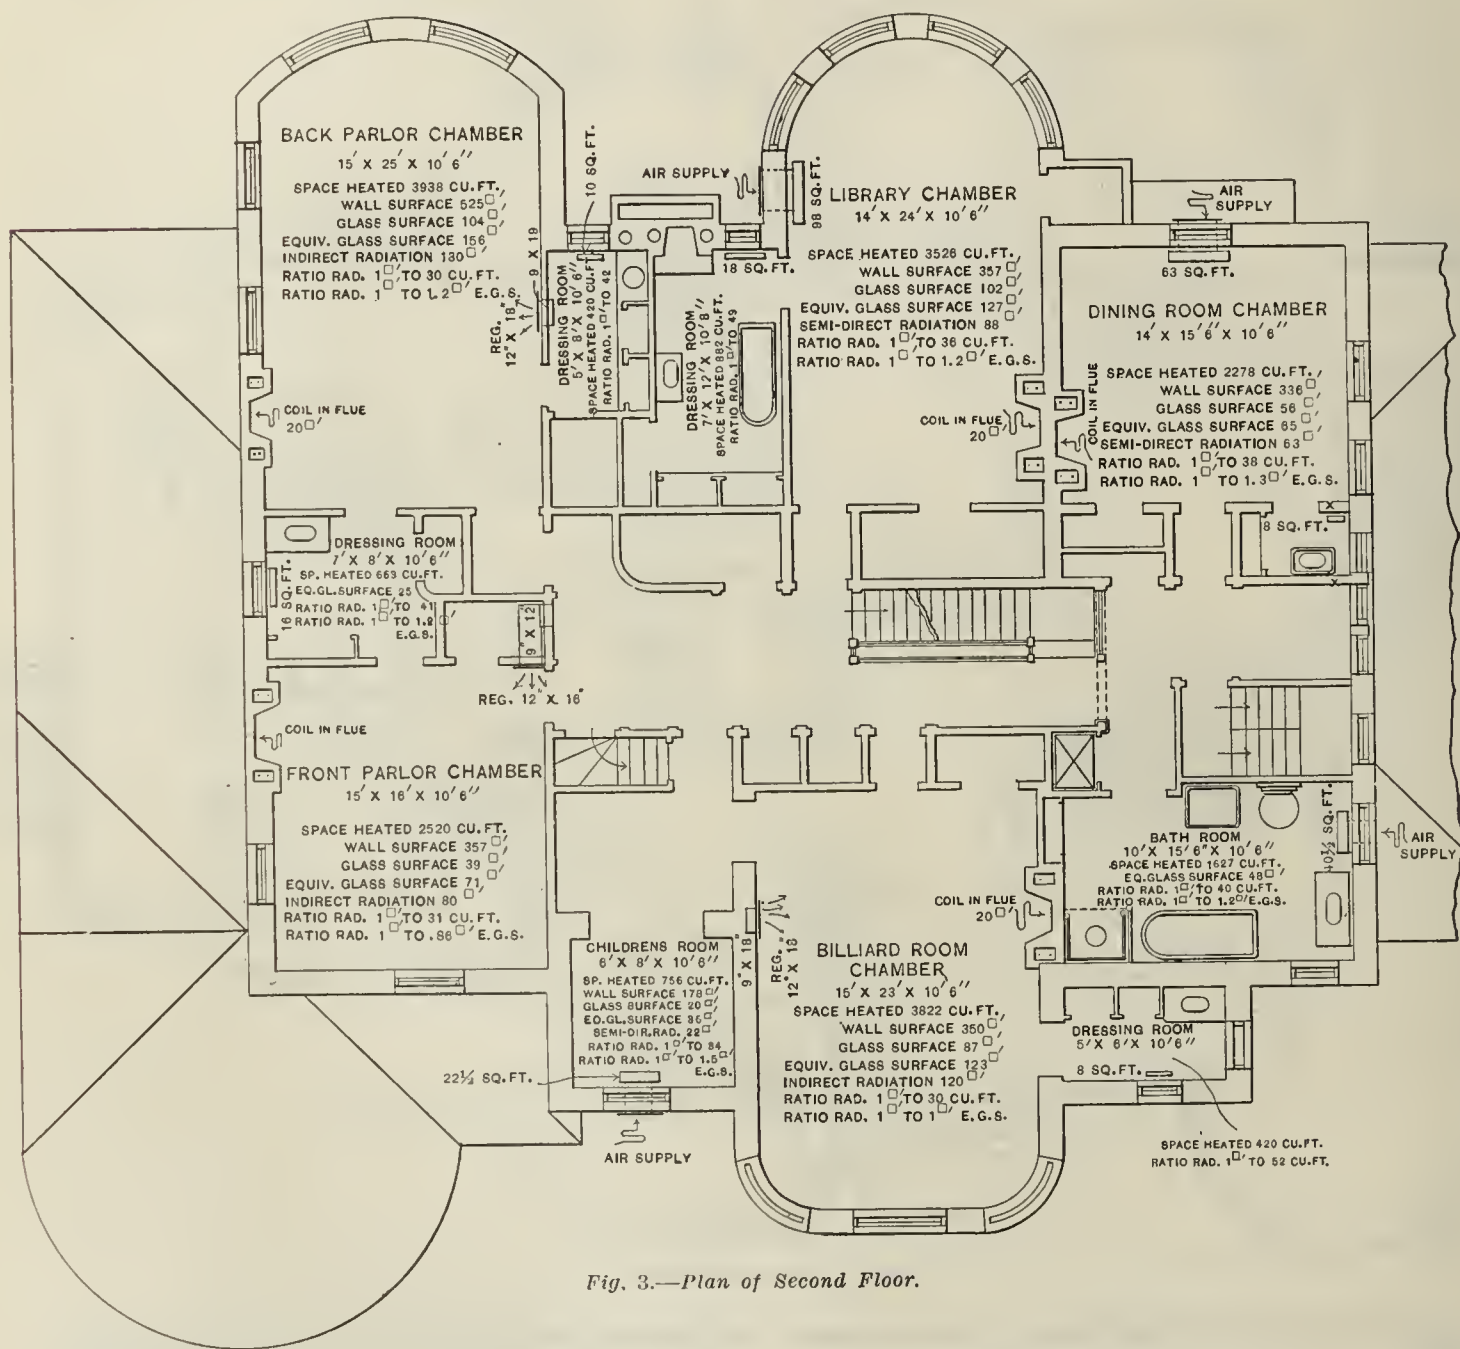 BACK PARLOR CHAMBER
15' X 25' X 10' 6"
SPACE HEATED 3938 CU.FT.
WALL SURFACE 525 □'
GLASS SURFACE 104 □'
EQUIV. GLASS SURFACE 156 □'
INDIRECT RADIATION 130 □'
RATIO RAD. 1 □' TO 30 CU.FT.
RATIO RAD. 1 □' TO 1.2 □' E.G.S.
REG.
12" X 18"
9 X 19
COIL IN FLUE
20 □'
10 SQ.FT.
DRESSING ROOM
5' X 8' X 10' 6"
SPACE HEATED 420 CU.FT.
RATIO RAD. 1 □' TO 42
AIR SUPPLY
18 SQ.FT.
DRESSING ROOM
7' X 12' X 10' 8"
SPACE HEATED 882 CU.FT.
RATIO RAD. 1 □' TO 49
98 SQ.FT.
LIBRARY CHAMBER
14' X 24' X 10' 6"
SPACE HEATED 3526 CU.FT.
WALL SURFACE 357 □'
GLASS SURFACE 102 □'
EQUIV. GLASS SURFACE 127 □'
SEMI-DIRECT RADIATION 88 □'
RATIO RAD. 1 □' TO 36 CU.FT.
RATIO RAD. 1 □' TO 1.2 □' E.G.S.
COIL IN FLUE
20 □'
AIR
SUPPLY
63 SQ.FT.
DINING ROOM CHAMBER
14' X 15' 6" X 10' 6"
SPACE HEATED 2278 CU.FT.
WALL SURFACE 336 □'
GLASS SURFACE 56 □'
EQUIV. GLASS SURFACE 85 □'
SEMI-DIRECT RADIATION 63 □'
RATIO RAD. 1 □' TO 38 CU.FT.
RATIO RAD. 1 □' TO 1.3 □' E.G.S.
COIL IN FLUE
X
8 SQ.FT.
X
DRESSING ROOM
7' X 8' X 10' 6"
SP. HEATED 663 CU.FT.
EQ.GL.SURFACE 25
RATIO RAD. 1 □' TO 41
RATIO RAD. 1 □' TO 1.2 □'
E.G.S.
16 SQ.FT.
9" X 12
REG. 12" X 16"
COIL IN FLUE
FRONT PARLOR CHAMBER
15' X 16' X 10' 6"
SPACE HEATED 2520 CU.FT.
WALL SURFACE 357 □'
GLASS SURFACE 39 □'
EQUIV. GLASS SURFACE 71 □'
INDIRECT RADIATION 80 □'
RATIO RAD. 1 □' TO 31 CU.FT.
RATIO RAD. 1 □' TO .86 □' E.G.S.
CHILDRENS ROOM
6' X 8' X 10' 6"
SP. HEATED 756 CU.FT.
WALL SURFACE 178 □'
GLASS SURFACE 20 □'
EQ.GL.SURFACE 36 □'
SEMI-DIR.RAD. 22 □'
RATIO RAD. 1 □' TO 34
RATIO RAD. 1 □' TO 1.5 □'
E.G.S.
22½ SQ.FT.
AIR SUPPLY
9" X 18"
REG.
12" X 18"
BILLIARD ROOM
CHAMBER
15' X 23' X 10' 6"
SPACE HEATED 3822 CU.FT.
WALL SURFACE 350 □'
GLASS SURFACE 87 □'
EQUIV. GLASS SURFACE 123 □'
INDIRECT RADIATION 120 □'
RATIO RAD. 1 □' TO 30 CU.FT.
RATIO RAD. 1 □' TO 1 □' E.G.S.
COIL IN FLUE
20 □'
BATH ROOM
10' X 15' 6" X 10' 6"
SPACE HEATED 1627 CU.FT.
EQ.GLASS SURFACE 48 □'
RATIO RAD. 1 □' TO 40 CU.FT.
RATIO RAD. 1 □' TO 1.2 □' E.G.S.
40½ SQ.FT.
AIR
SUPPLY
DRESSING ROOM
5' X 6' X 10' 6"
8 SQ.FT.
SPACE HEATED 420 CU.FT.
RATIO RAD. 1 □' TO 52 CU.FT.
Fig. 3.—Plan of Second Floor.